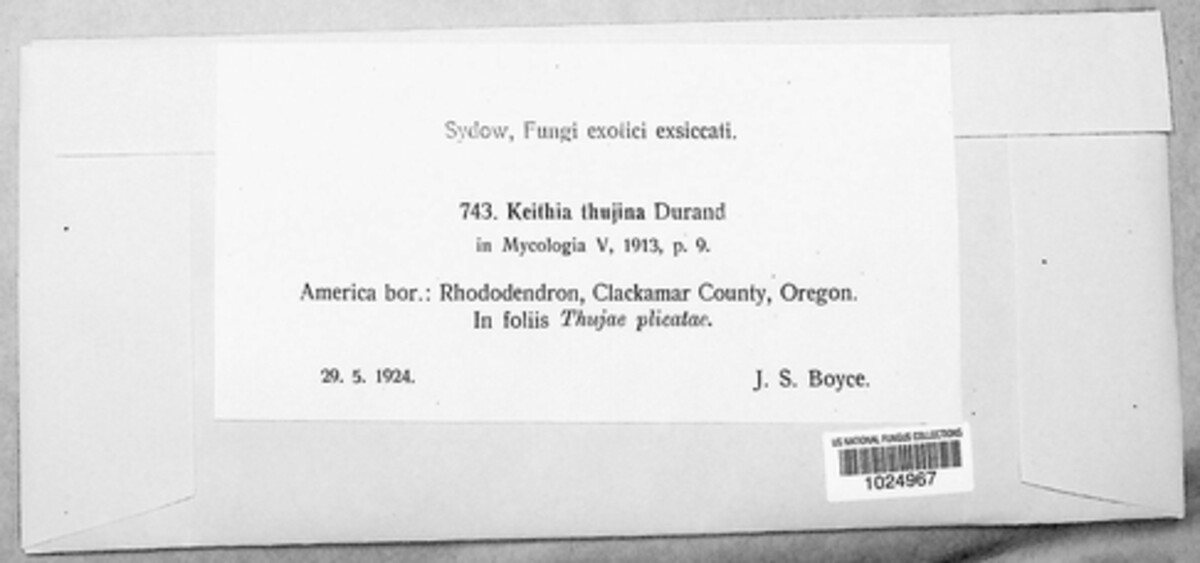 Sydow, Fungi exotici exsiccati.
743. Keithia thujina Durand
in Mycologia V, 1913, p. 9.
America bor.: Rhododendron, Clackamar County, Oregon.
In foliis Thujae plicatae.
29. 5. 1924.
J. S. Boyce.
US NATIONAL FUNGUS COLLECTIONS
1024967